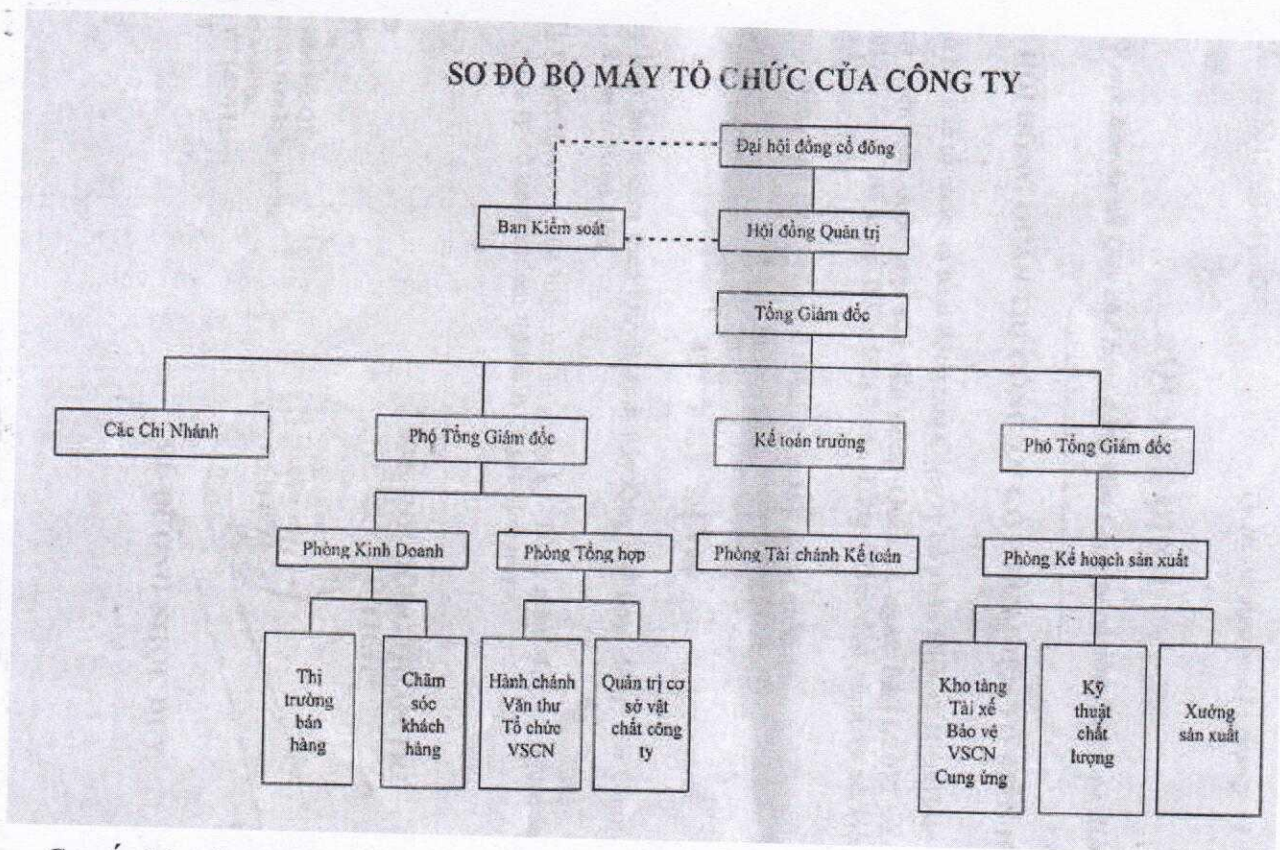 SƠ ĐỒ BỘ MÁY TỔ CHỨC CỦA CÔNG TY
Đại hội đồng cổ đông
Ban Kiểm soát
Hội đồng Quản trị
Tổng Giám đốc
Các Chi Nhánh
Phó Tổng Giám đốc
Kế toán trưởng
Phó Tổng Giám đốc
Phòng Kinh Doanh
Phòng Tổng hợp
Phòng Tài chánh Kế toán
Phòng Kế hoạch sản xuất
Thị
trường
bán
hàng
Chăm
sóc
khách
hàng
Hành chánh
Văn thư
Tổ chức
VSCN
Quản trị cơ
sở vật
chất công
ty
Kho tàng
Tài xế
Bảo vệ
VSCN
Cung ứng
Kỹ
thuật
chất
lượng
Xưởng
sản xuất